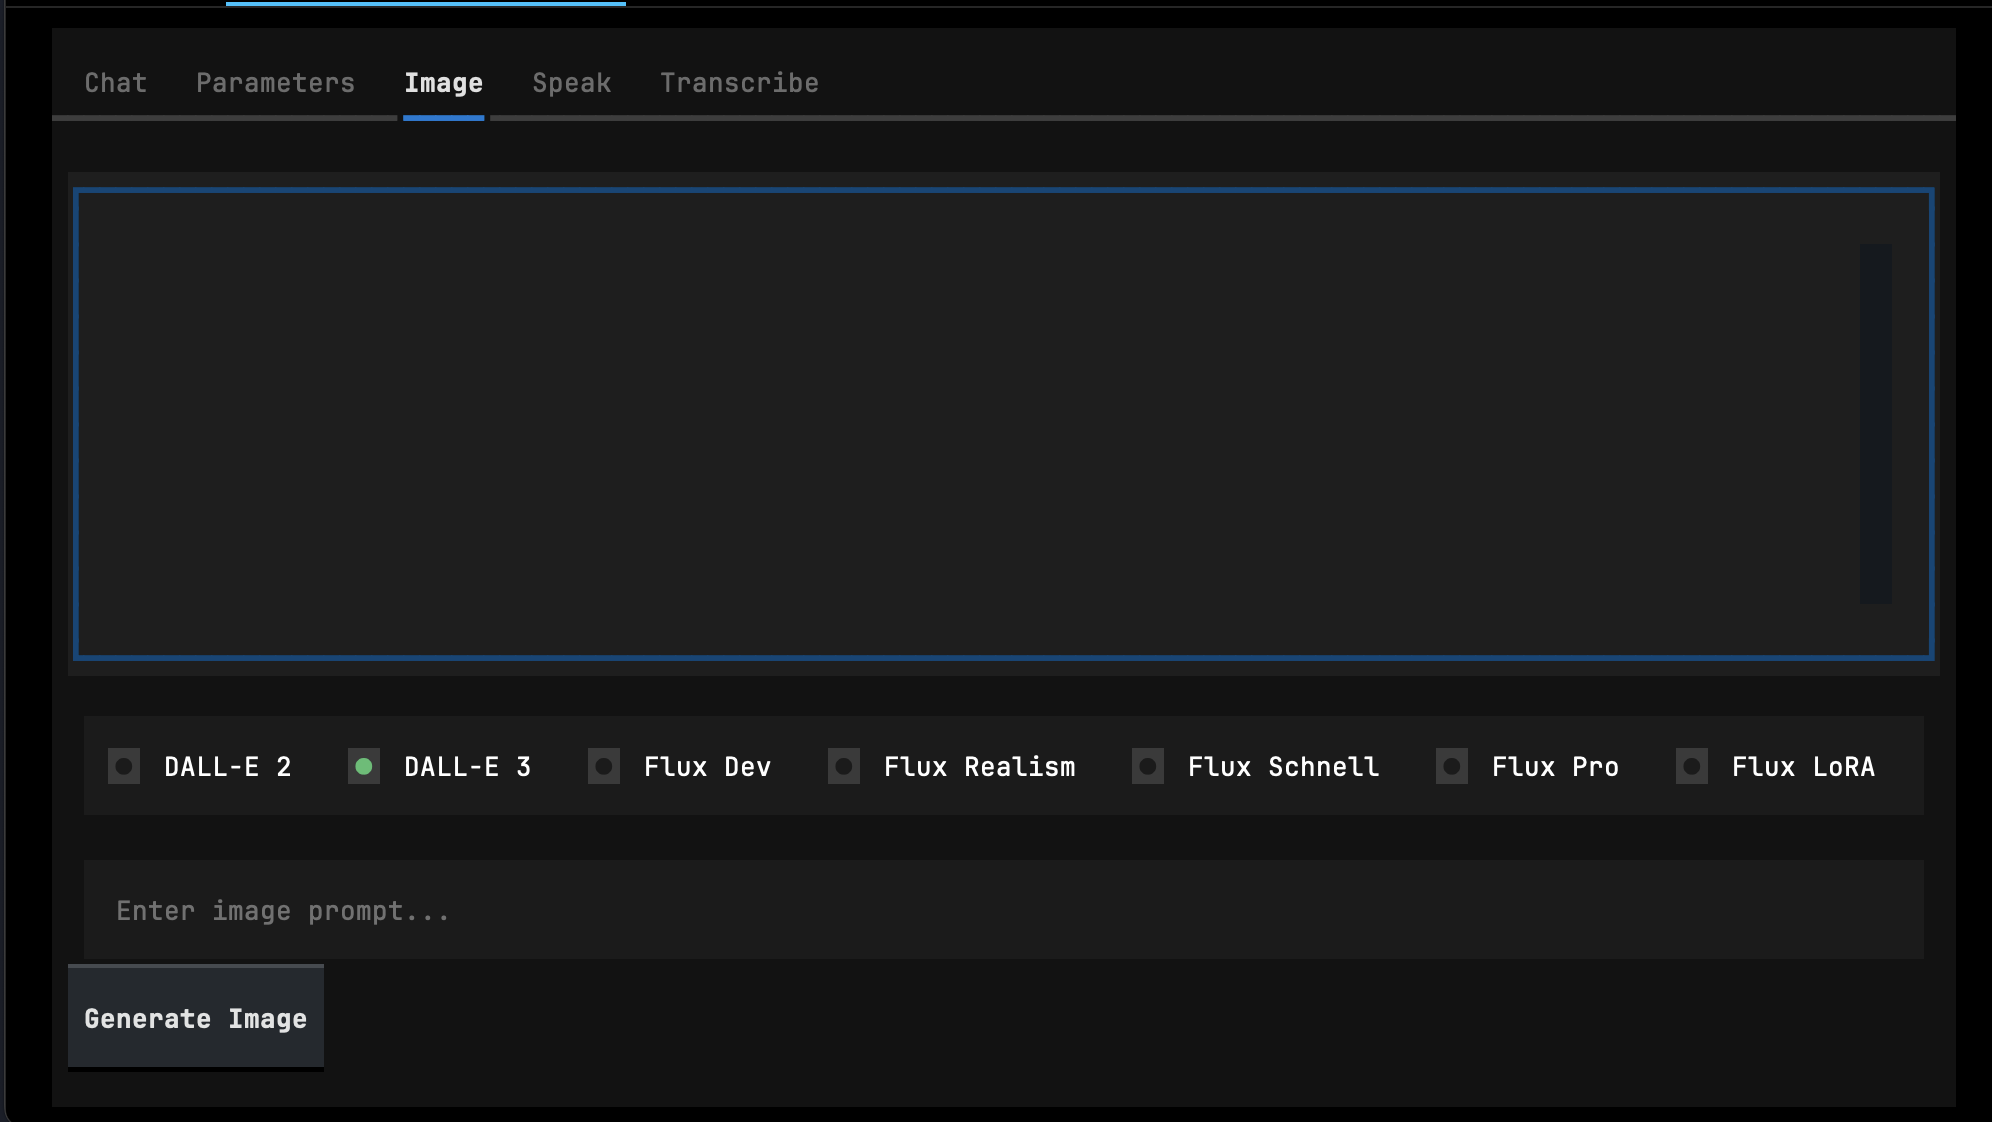 Chat Parameters Image Speak Transcribe
DALL-E 2 DALL-E 3 Flux Dev Flux Realism Flux Schnell Flux Pro Flux LoRA
Enter image prompt...
Generate Image